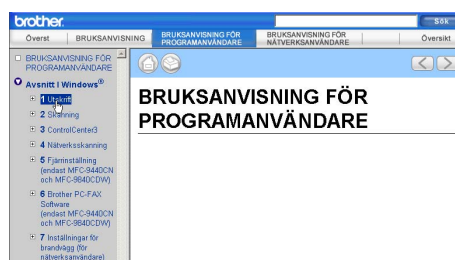 brother.
Sök
Överst
BRUKSANVISNING
BRUKSANVISNING FÖR
PROGRAMANVÄNDARE
BRUKSANVISNING FÖR
NÄTVERKSANVÄNDARE
Översikt
BRUKSANVISNING FÖR
PROGRAMANVÄNDARE
Avsnitt I Windows®
1 Utskrift
2 Skanning
3 ControlCenter3
4 Nätverksskanning
5 Fjärrinställning
(endast MFC-9440CN
och MFC-9840CDW)
6 Brother PC-FAX
Software
(endast MFC-9440CN
och MFC-9840CDW)
7 Inställningar för
brandvägg (för
nätverksanvändare)
BRUKSANVISNING FÖR
PROGRAMANVÄNDARE